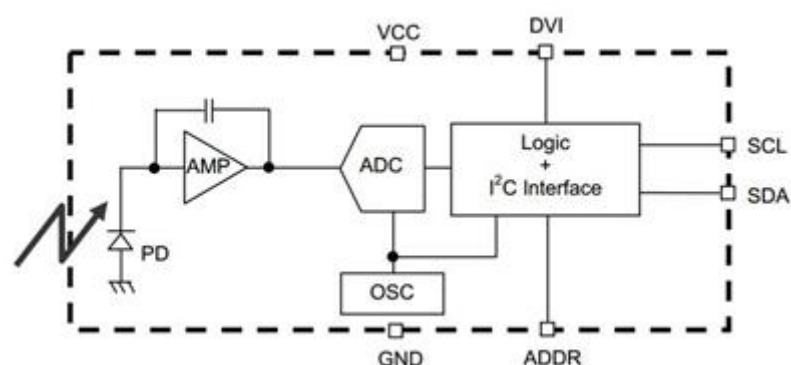 VCC
DVI
AMP
ADC
Logic
+
I²C Interface
SCL
SDA
PD
OSC
GND
ADDR